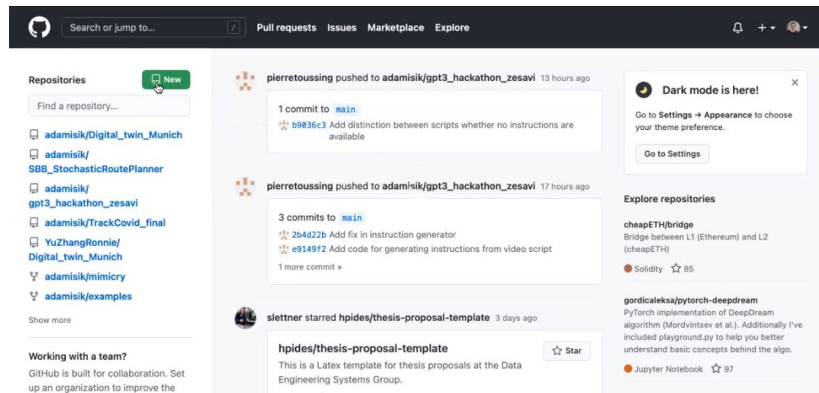 Search or jump to... /
Pull requests Issues Marketplace Explore
Repositories
New
Find a repository...
adamisik/Digital_twin_Munich
adamisik/
SBB_StochasticRoutePlanner
adamisik/
gpt3_hackathon_zesavi
adamisik/TrackCovid_final
YuZhangRonnie/
Digital_twin_Munich
adamisik/mimicry
adamisik/examples
Show more
Working with a team?
GitHub is built for collaboration. Set
up an organization to improve the
pierretoussing pushed to adamisik/gpt3_hackathon_zesavi 13 hours ago
1 commit to main
b9036c3 Add distinction between scripts whether no instructions are
available
pierretoussing pushed to adamisik/gpt3_hackathon_zesavi 17 hours ago
3 commits to main
2b4d22b Add fix in instruction generator
e9149f2 Add code for generating instructions from video script
1 more commit »
slettner starred hpides/thesis-proposal-template 3 days ago
hpides/thesis-proposal-template
Star
This is a Latex template for thesis proposals at the Data
Engineering Systems Group.
Dark mode is here! ×
Go to Settings → Appearance to choose
your theme preference.
Go to Settings
Explore repositories
cheapETH/bridge
Bridge between L1 (Ethereum) and L2
(cheapETH)
Solidity 85
gordicaleksa/pytorch-deepdream
PyTorch implementation of DeepDream
algorithm (Mordvintsev et al.). Additionally I've
included playground.py to help you better
understand basic concepts behind the algo.
Jupyter Notebook 97